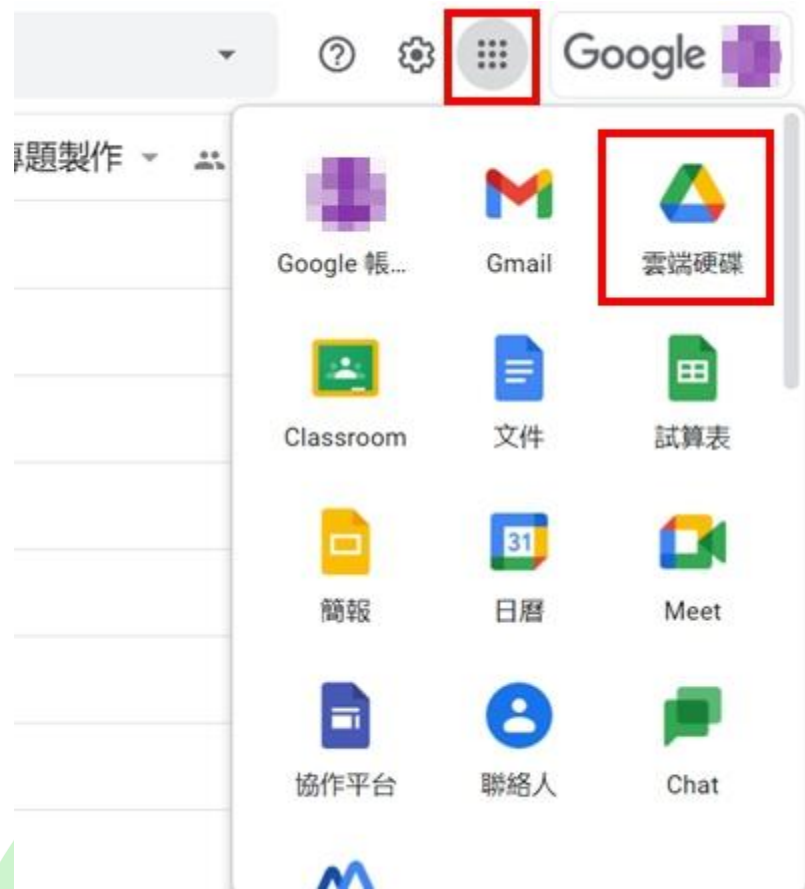 Google
專題製作
Google 帳...
Gmail
雲端硬碟
Classroom
文件
試算表
簡報
31
日曆
Meet
協作平台
聯絡人
Chat